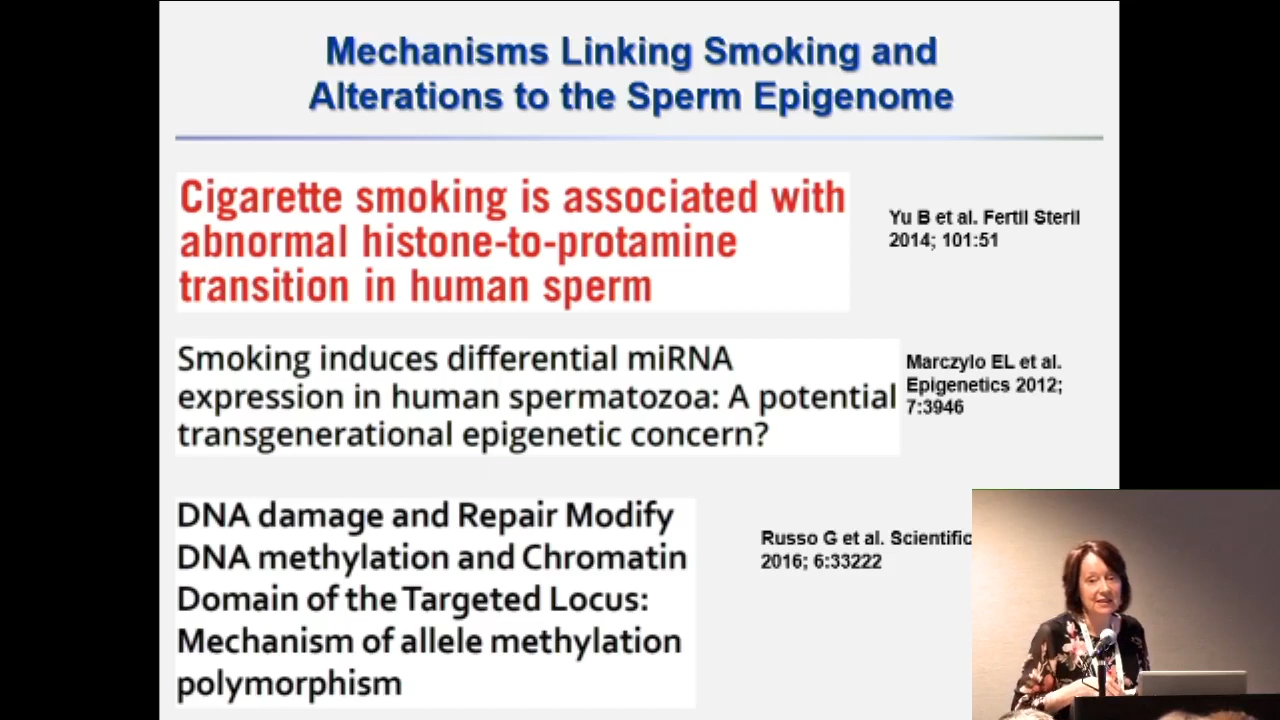 Mechanisms Linking Smoking and
Alterations to the Sperm Epigenome
Cigarette smoking is associated with
abnormal histone-to-protamine
transition in human sperm
Yu B et al. Fertil Steril
2014; 101:51
Smoking induces differential miRNA
expression in human spermatozoa: A potential
transgenerational epigenetic concern?
Marczylo EL et al.
Epigenetics 2012;
7:3946
DNA damage and Repair Modify
DNA methylation and Chromatin
Domain of the Targeted Locus:
Mechanism of allele methylation
polymorphism
Russo G et al. Scientific
2016; 6:33222